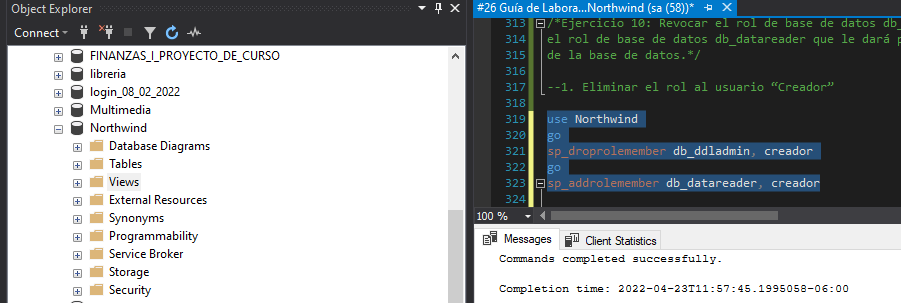 Object Explorer
Connect
FINANZAS_I_PROYECTO_DE_CURSO
libreria
login_08_02_2022
Multimedia
Northwind
Database Diagrams
Tables
Views
External Resources
Synonyms
Programmability
Service Broker
Storage
Security
#26 Guía de Labora...Northwind (sa (58))*
313 /*Ejercicio 10: Revocar el rol de base de datos db_
314 el rol de base de datos db_datareader que le dará p
315 de la base de datos.*/
316
317 --1. Eliminar el rol al usuario “Creador”
318
319 use Northwind
320 go
321 sp_droprolemember db_ddladmin, creador
322 go
323 sp_addrolemember db_datareader, creador
324
100 %
Messages Client Statistics
Commands completed successfully.
Completion time: 2022-04-23T11:57:45.1995058-06:00